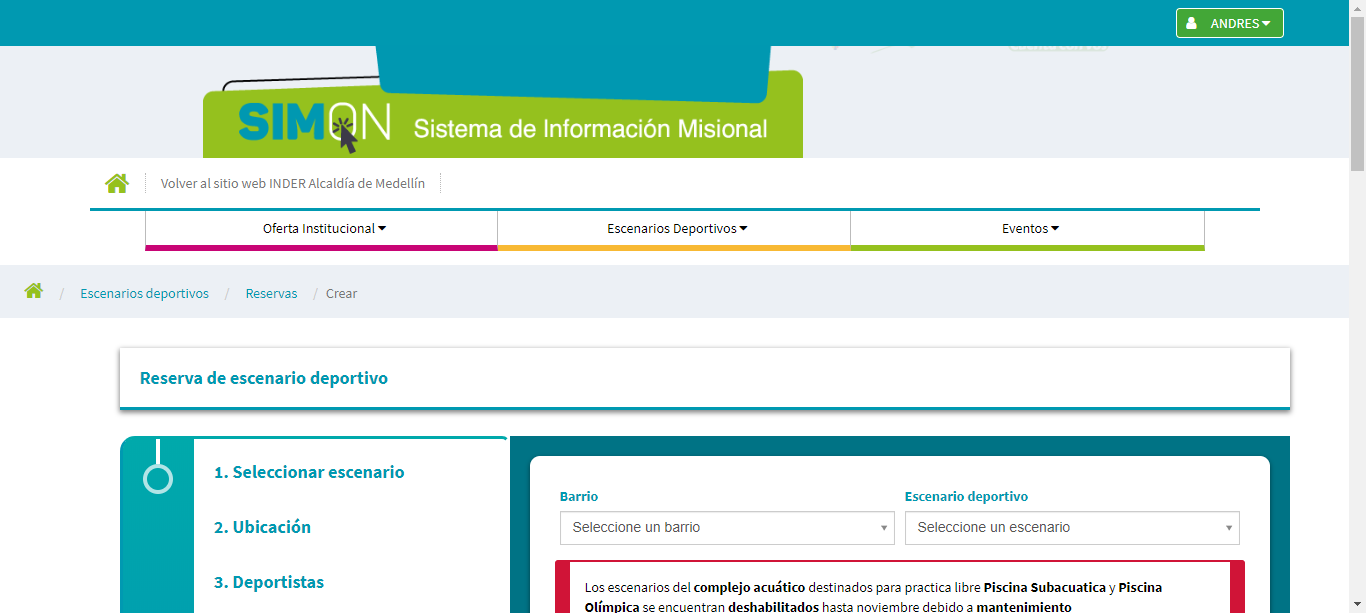 ANDRES
SIMON Sistema de Información Misional
Volver al sitio web INDER Alcaldía de Medellín
Oferta Institucional Escenarios Deportivos Eventos
/ Escenarios deportivos / Reservas / Crear
Reserva de escenario deportivo
1. Seleccionar escenario
2. Ubicación
3. Deportistas
Barrio Escenario deportivo
Seleccione un barrio Seleccione un escenario
Los escenarios del complejo acuático destinados para practica libre Piscina Subacuatica y Piscina
Olímpica se encuentran deshabilitados hasta noviembre debido a mantenimiento